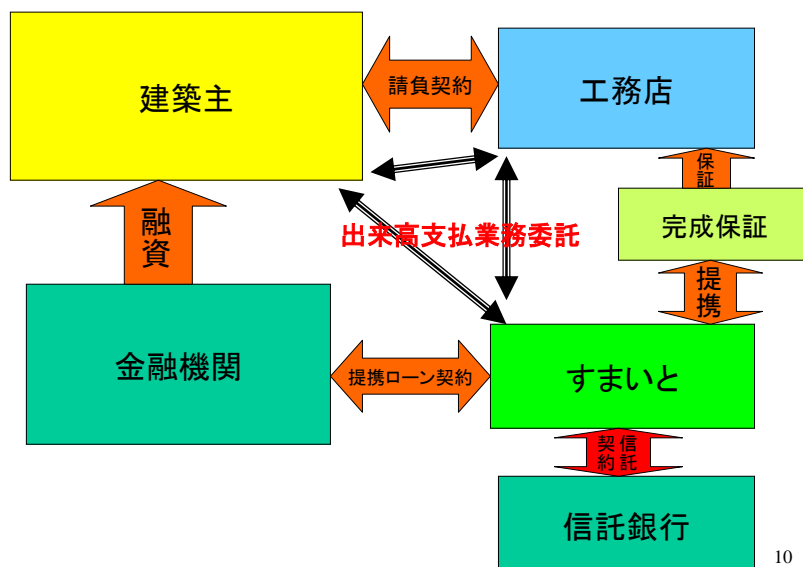 建築主
請負契約
工務店
保証
完成保証
融資
出来高支払業務委託
提携
金融機関
提携ローン契約
すまいと
信託
契約
信託銀行
10